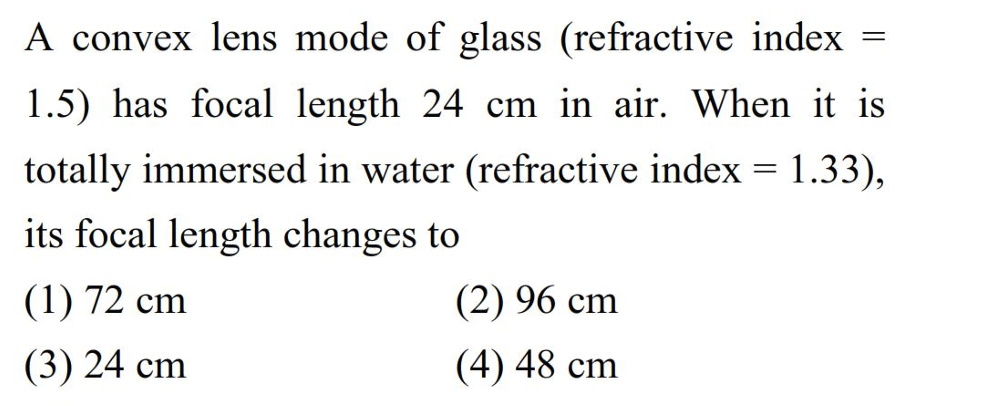 A convex lens mode of glass (refractive index =
1.5) has focal length 24 cm in air. When it is
totally immersed in water (refractive index = 1.33),
its focal length changes to
(1) 72 cm (2) 96 cm
(3) 24 cm (4) 48 cm